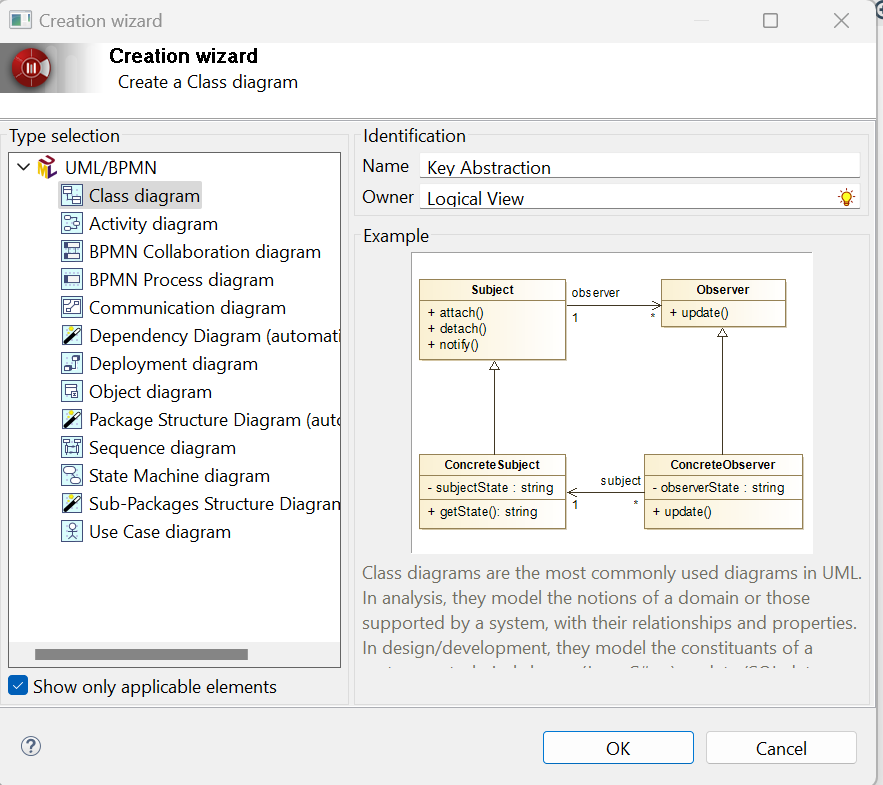 Creation wizard
Creation wizard
Create a Class diagram
Type selection
UML/BPMN
Class diagram
Activity diagram
BPMN Collaboration diagram
BPMN Process diagram
Communication diagram
Dependency Diagram (automati
Deployment diagram
Object diagram
Package Structure Diagram (auto
Sequence diagram
State Machine diagram
Sub-Packages Structure Diagram
Use Case diagram
Show only applicable elements
Identification
Name Key Abstraction
Owner Logical View
Example
Subject
+ attach()
+ detach()
+ notify()
observer
1 *
Observer
+ update()
ConcreteSubject
- subjectState : string
+ getState(): string
subject
1 *
ConcreteObserver
- observerState : string
+ update()
Class diagrams are the most commonly used diagrams in UML.
In analysis, they model the notions of a domain or those
supported by a system, with their relationships and properties.
In design/development, they model the constituants of a
?
OK
Cancel